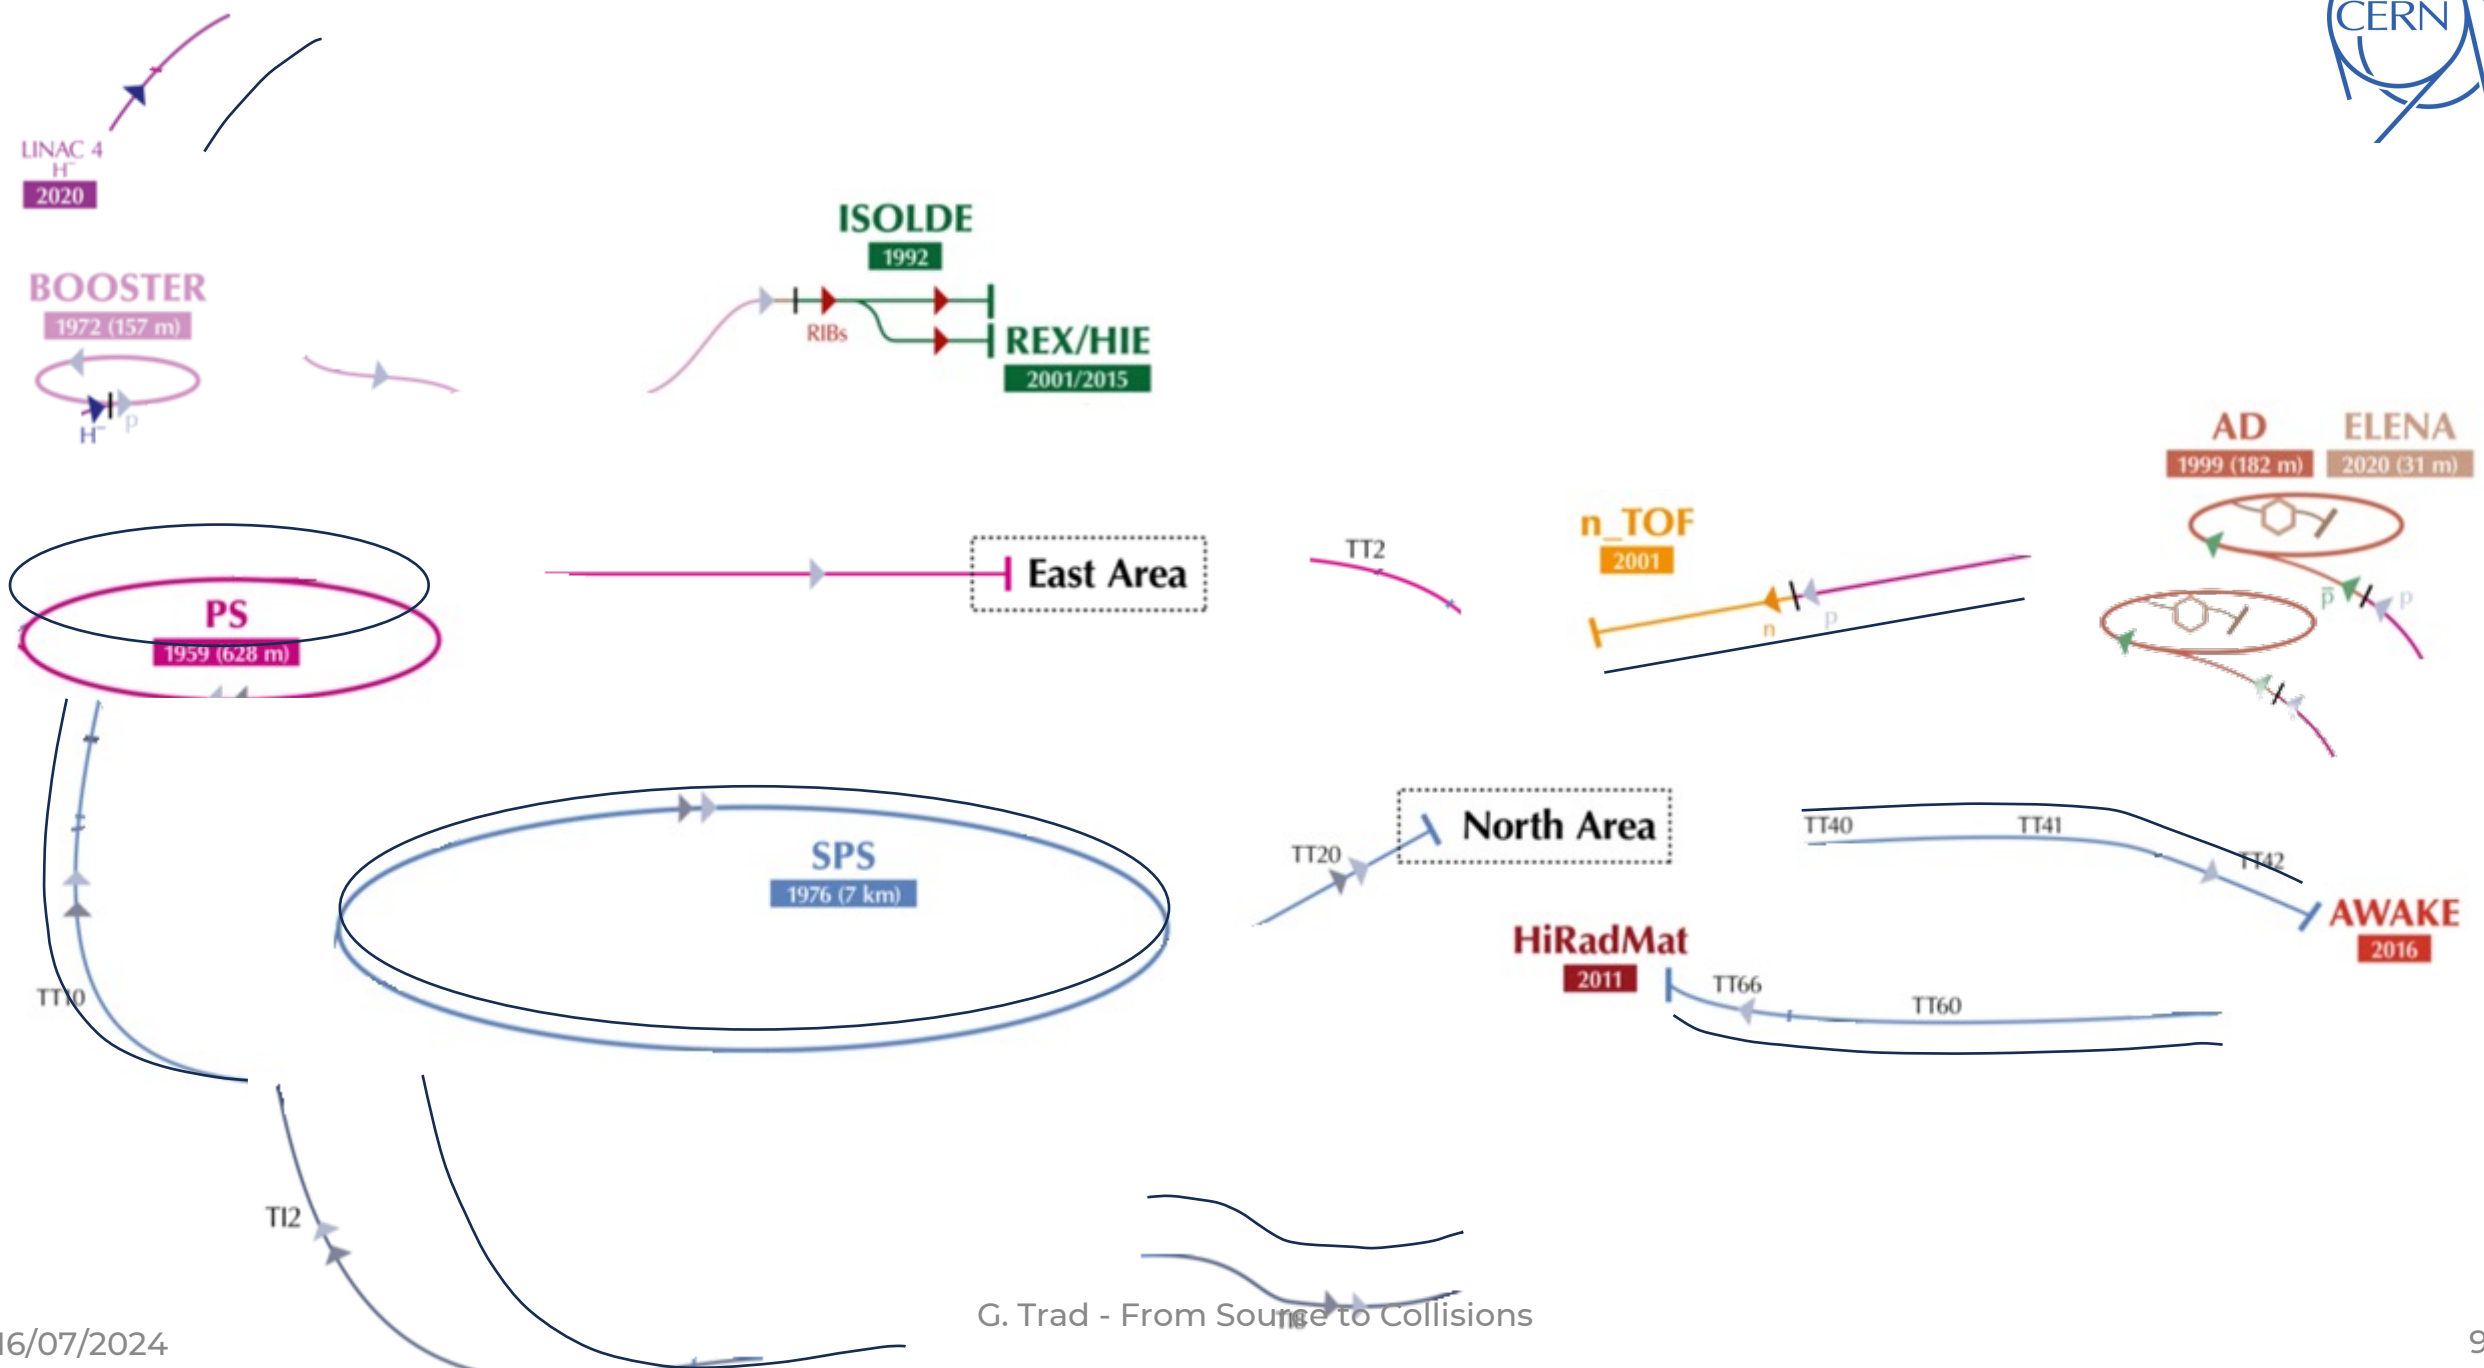 CERN
LINAC 4
H⁻
2020
ISOLDE
1992
RIBs
REX/HIE
2001/2015
BOOSTER
1972 (157 m)
H⁻
p
AD
1999 (182 m)
ELENA
2020 (31 m)
p̅
p
PS
1959 (628 m)
East Area
TT2
n_TOF
2001
n
p
TT10
SPS
1976 (7 km)
TT20
North Area
TT40
TT41
TT42
AWAKE
2016
HiRadMat
2011
TT66
TT60
TI2
TI8
G. Trad - From Source to Collisions
16/07/2024
9